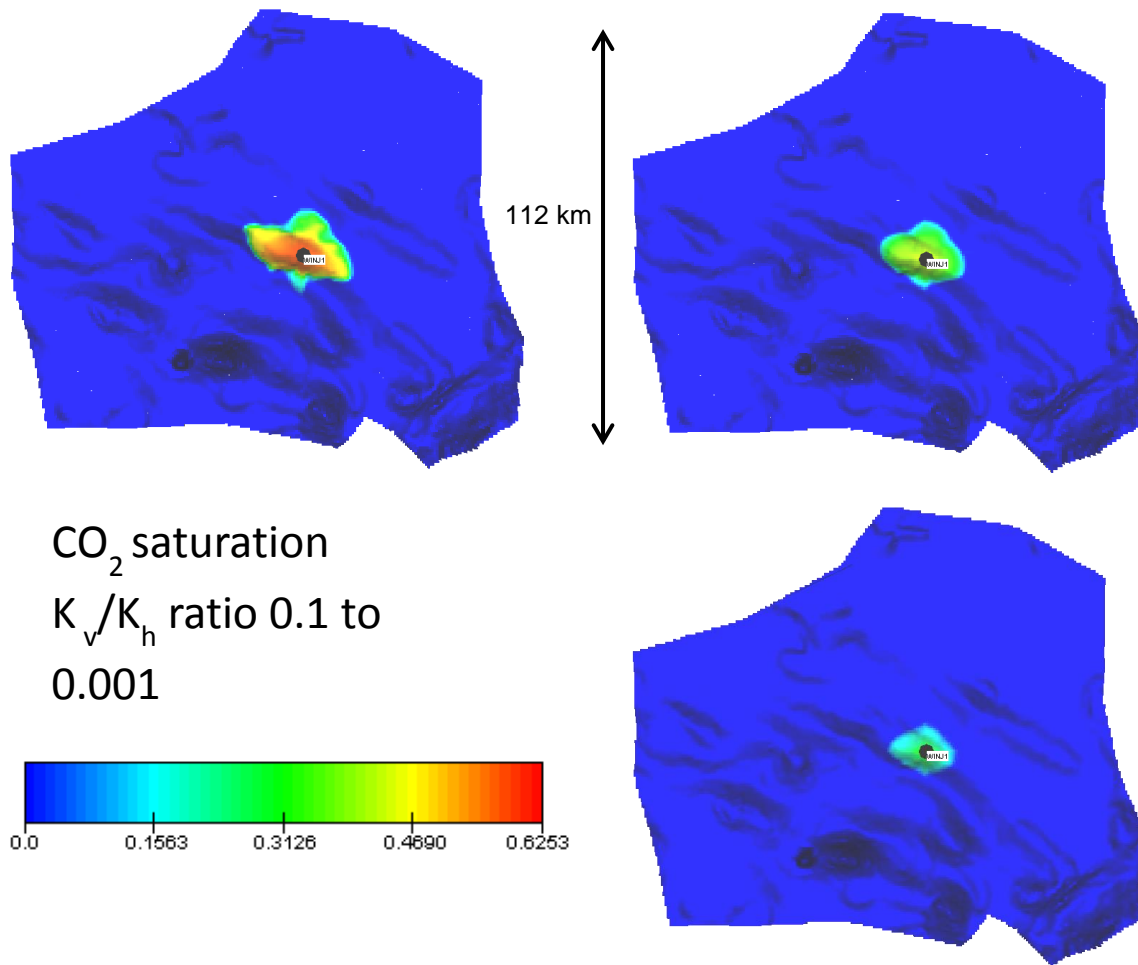 WINJ1
112 km
WINJ1
CO₂ saturation
Kᵥ/Kₕ ratio 0.1 to
0.001
WINJ1
0.0 0.1563 0.3126 0.4690 0.6253